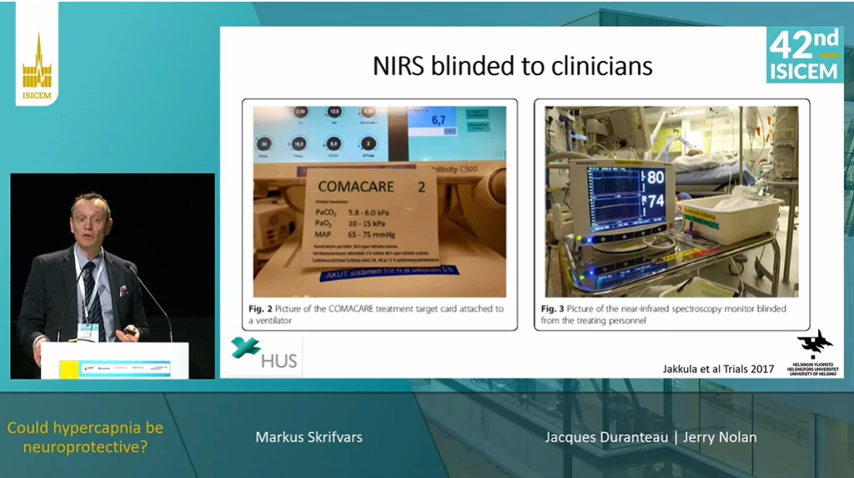 NIRS blinded to clinicians
42nd
ISICEM
ISICEM
6,7
Infinity C500
COMACARE 2
PaCO2 5.8 - 6.0 kPa
PaO2 10 - 15 kPa
MAP 65 - 75 mmHg
L 80
R 74
Fig. 2 Picture of the COMACARE treatment target card attached to
a ventilator
Fig. 3 Picture of the near-infrared spectroscopy monitor blinded
from the treating personnel
HUS
Jakkula et al Trials 2017
HELSINGIN YLIOPISTO
HELSINGFORS UNIVERSITET
UNIVERSITY OF HELSINKI
Could hypercapnia be
neuroprotective?
Markus Skrifvars
Jacques Duranteau | Jerry Nolan